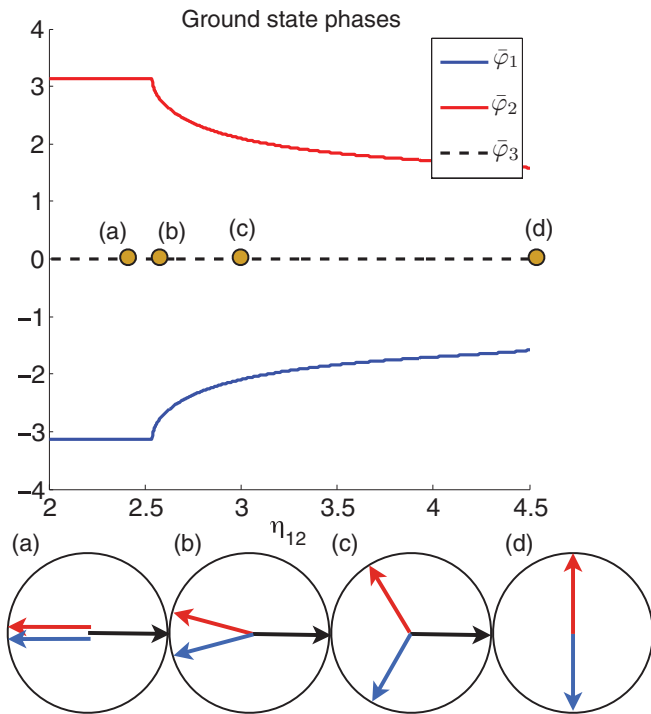 Ground state phases
4
3
2
1
0
−1
−2
−3
−4
φ̄₁
φ̄₂
φ̄₃
(a) (b) (c) (d)
2 2.5 3 3.5 4 4.5
η₁₂
(a) (b) (c) (d)